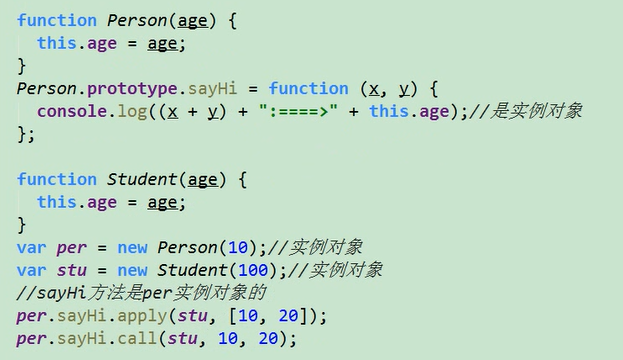 function Person(age) {
  this.age = age;
}
Person.prototype.sayHi = function (x, y) {
  console.log((x + y) + ":====>" + this.age);//是实例对象
};

function Student(age) {
  this.age = age;
}
var per = new Person(10);//实例对象
var stu = new Student(100);//实例对象
//sayHi方法是per实例对象的
per.sayHi.apply(stu, [10, 20]);
per.sayHi.call(stu, 10, 20);